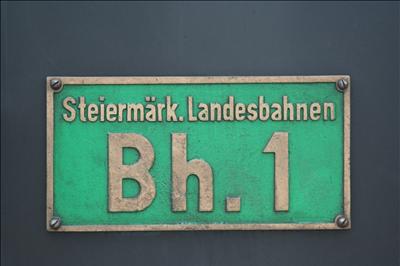 Steiermärk. Landesbahnen
Bh. 1